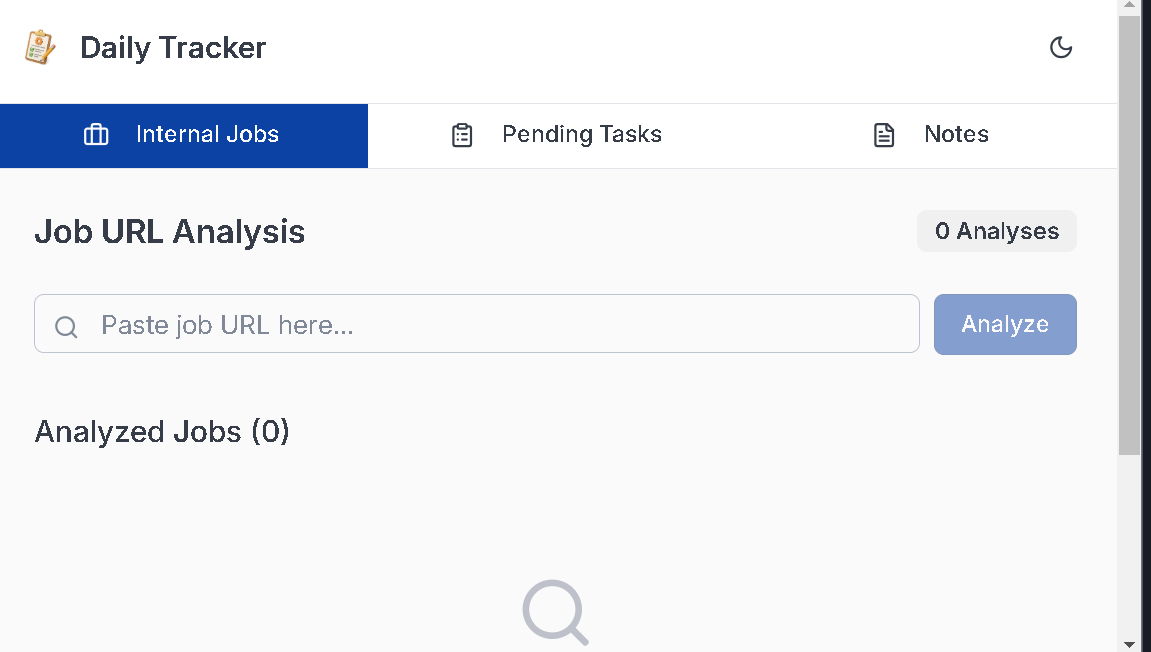 Daily Tracker
Internal Jobs
Pending Tasks
Notes
Job URL Analysis
0 Analyses
Paste job URL here...
Analyze
Analyzed Jobs (0)